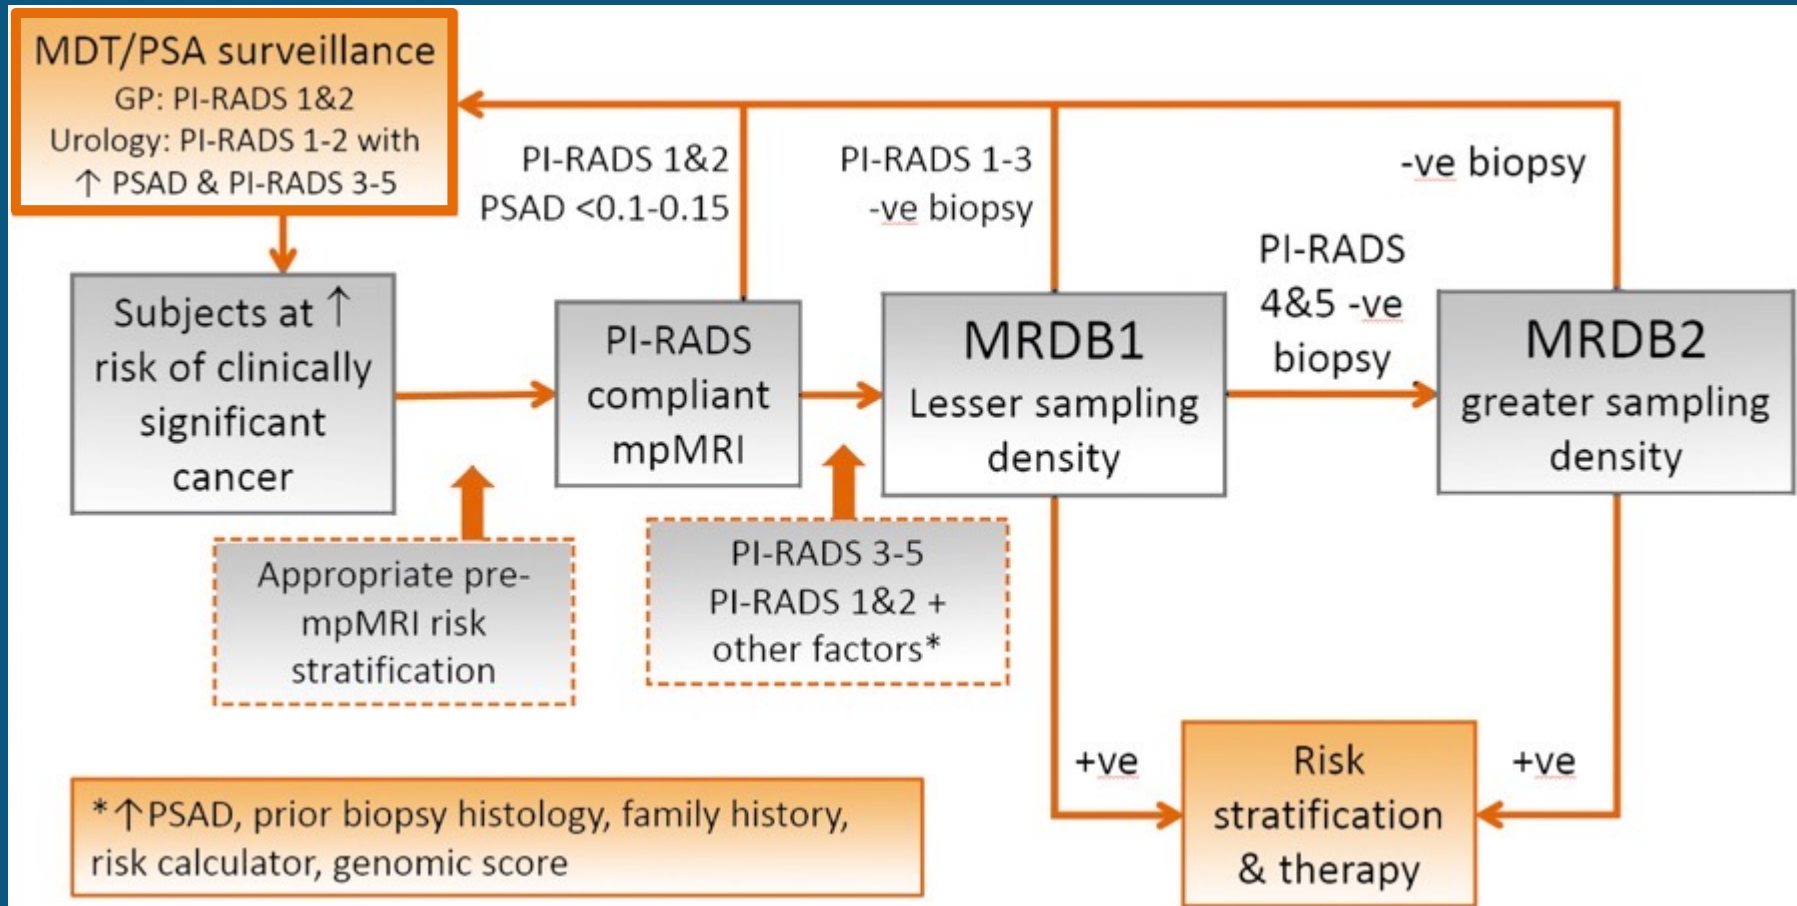 MDT/PSA surveillance
GP: PI-RADS 1&2
Urology: PI-RADS 1-2 with
↑ PSAD & PI-RADS 3-5
PI-RADS 1&2
PSAD <0.1-0.15
PI-RADS 1-3
-ve biopsy
-ve biopsy
PI-RADS
4&5 -ve
biopsy
Subjects at ↑
risk of clinically
significant
cancer
PI-RADS
compliant
mpMRI
MRDB1
Lesser sampling
density
MRDB2
greater sampling
density
Appropriate pre-
mpMRI risk
stratification
PI-RADS 3-5
PI-RADS 1&2 +
other factors*
+ve
Risk
stratification
& therapy
+ve
*↑PSAD, prior biopsy histology, family history,
risk calculator, genomic score